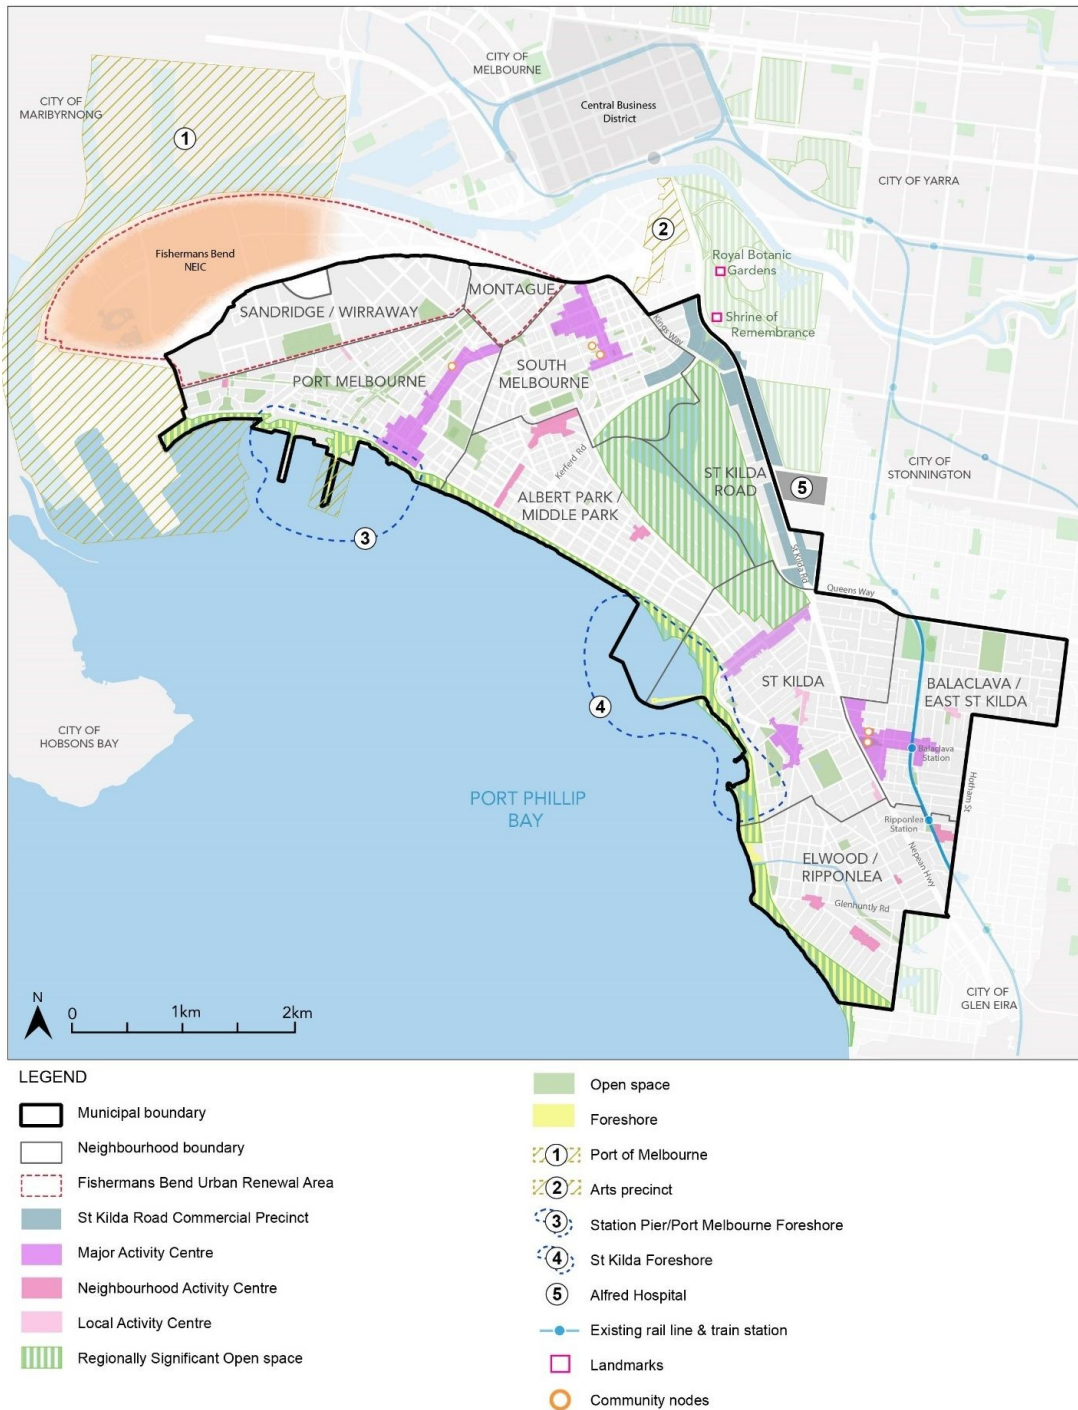 CITY OF
MELBOURNE
CITY OF
MARIBYRNONG
Central Business
District
1
CITY OF YARRA
2
Fishermans Bend
NEIC
Royal Botanic
Gardens
MONTAGUE
SANDRIDGE / WIRRAWAY
Shrine of
Remembrance
Kings Way
SOUTH
MELBOURNE
PORT MELBOURNE
Kerferd Rd
CITY OF
STONNINGTON
ST KILDA
ROAD
5
ALBERT PARK /
MIDDLE PARK
3
St Kilda Rd
Queens Way
ST KILDA
BALACLAVA /
EAST ST KILDA
4
CITY OF
HOBSONS BAY
Balaclava
Station
Hotham St
PORT PHILLIP
BAY
Ripponlea
Station
Nepean Hwy
ELWOOD /
RIPPONLEA
Glenhuntly Rd
CITY OF
GLEN EIRA
N
0 1km 2km
LEGEND
Municipal boundary
Neighbourhood boundary
Fishermans Bend Urban Renewal Area
St Kilda Road Commercial Precinct
Major Activity Centre
Neighbourhood Activity Centre
Local Activity Centre
Regionally Significant Open space
Open space
Foreshore
1 Port of Melbourne
2 Arts precinct
3 Station Pier/Port Melbourne Foreshore
4 St Kilda Foreshore
5 Alfred Hospital
Existing rail line & train station
Landmarks
Community nodes